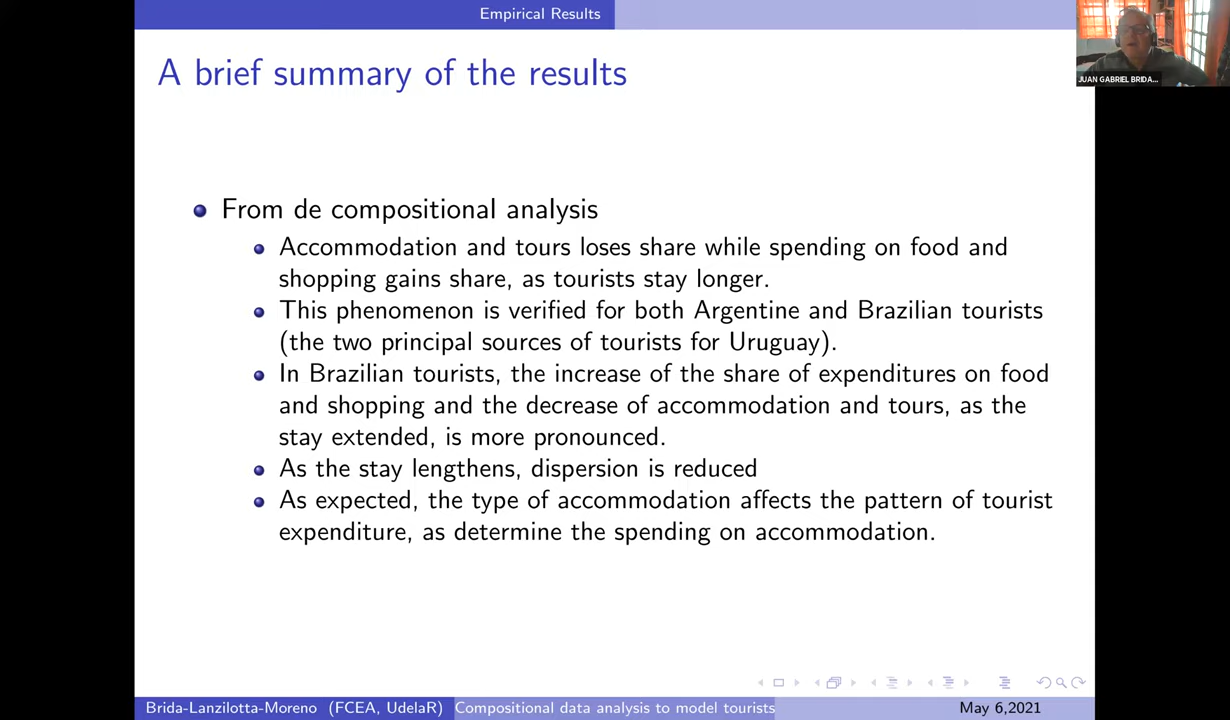 Empirical Results
JUAN GABRIEL BRIDA...
A brief summary of the results
From de compositional analysis
Accommodation and tours loses share while spending on food and
shopping gains share, as tourists stay longer.
This phenomenon is verified for both Argentine and Brazilian tourists
(the two principal sources of tourists for Uruguay).
In Brazilian tourists, the increase of the share of expenditures on food
and shopping and the decrease of accommodation and tours, as the
stay extended, is more pronounced.
As the stay lengthens, dispersion is reduced
As expected, the type of accommodation affects the pattern of tourist
expenditure, as determine the spending on accommodation.
Brida-Lanzilotta-Moreno (FCEA, UdelaR) Compositional data analysis to model tourists May 6,2021